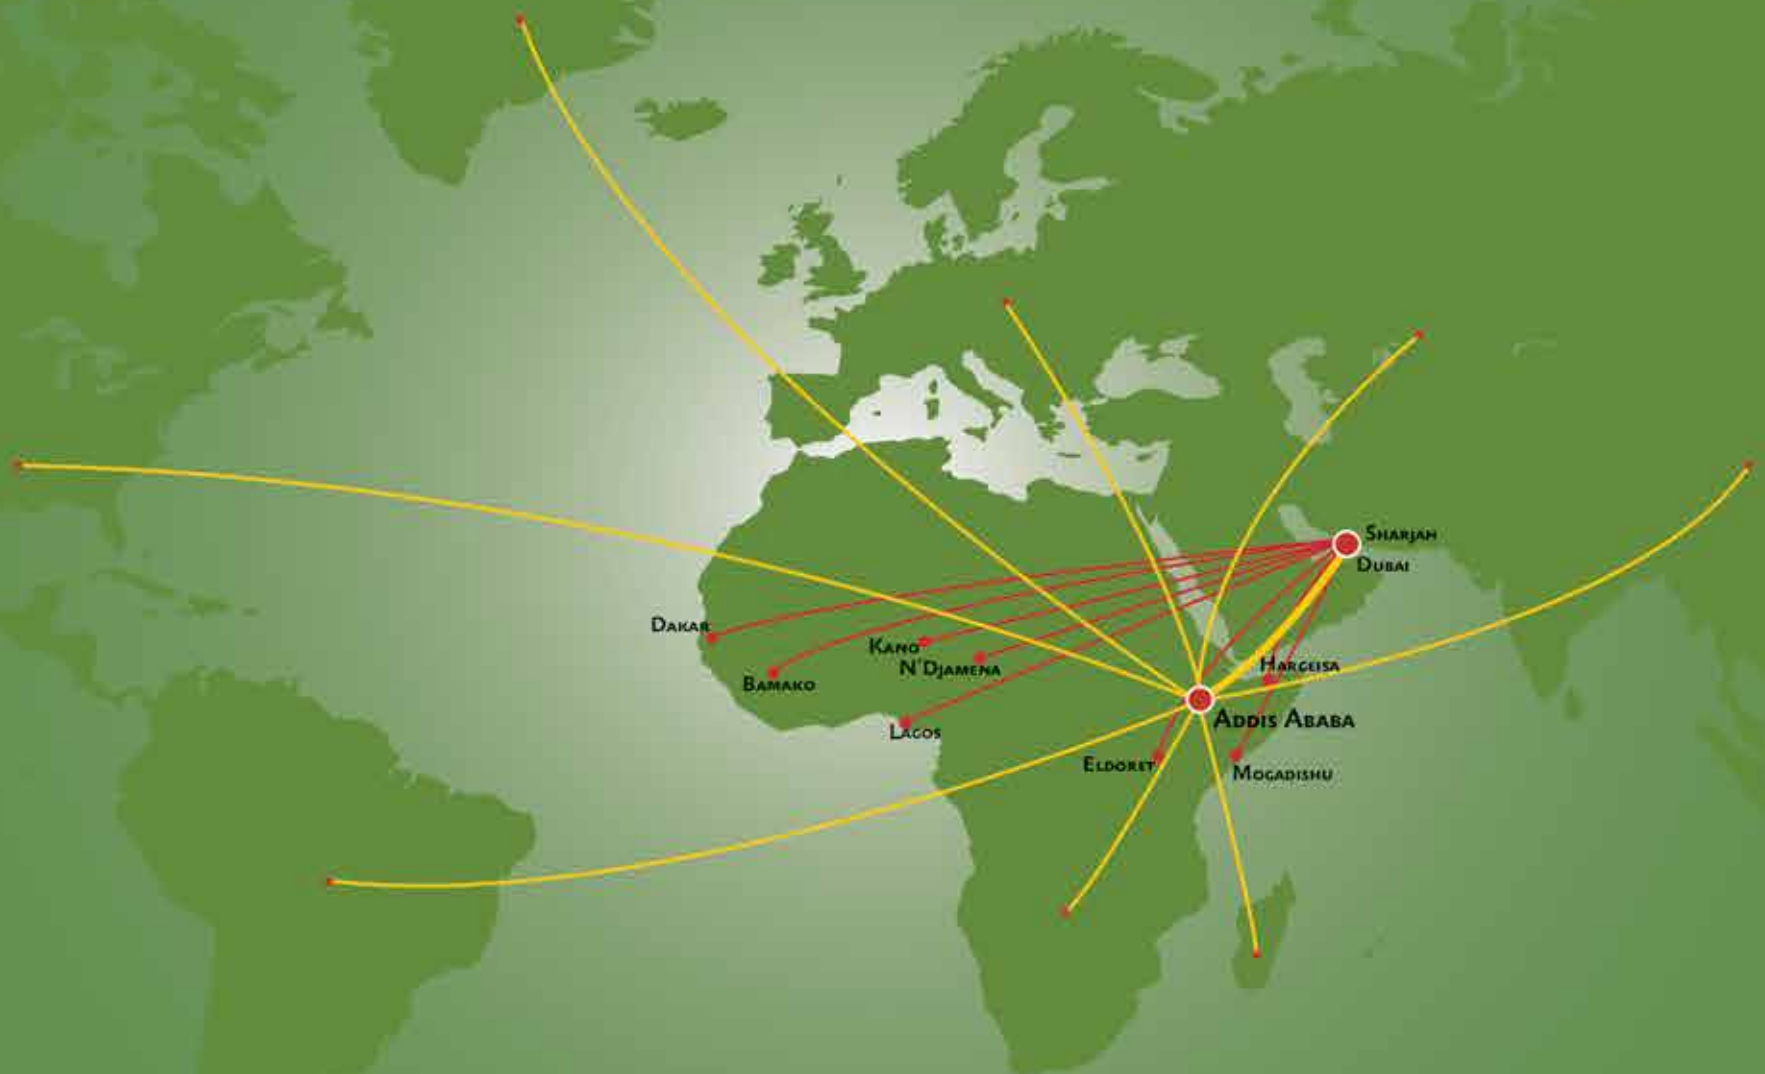 Sharjah
Dubai
Dakar
Kano
N'Djamena
Hargeisa
Bamako
Addis Ababa
Lagos
Eldoret
Mogadishu